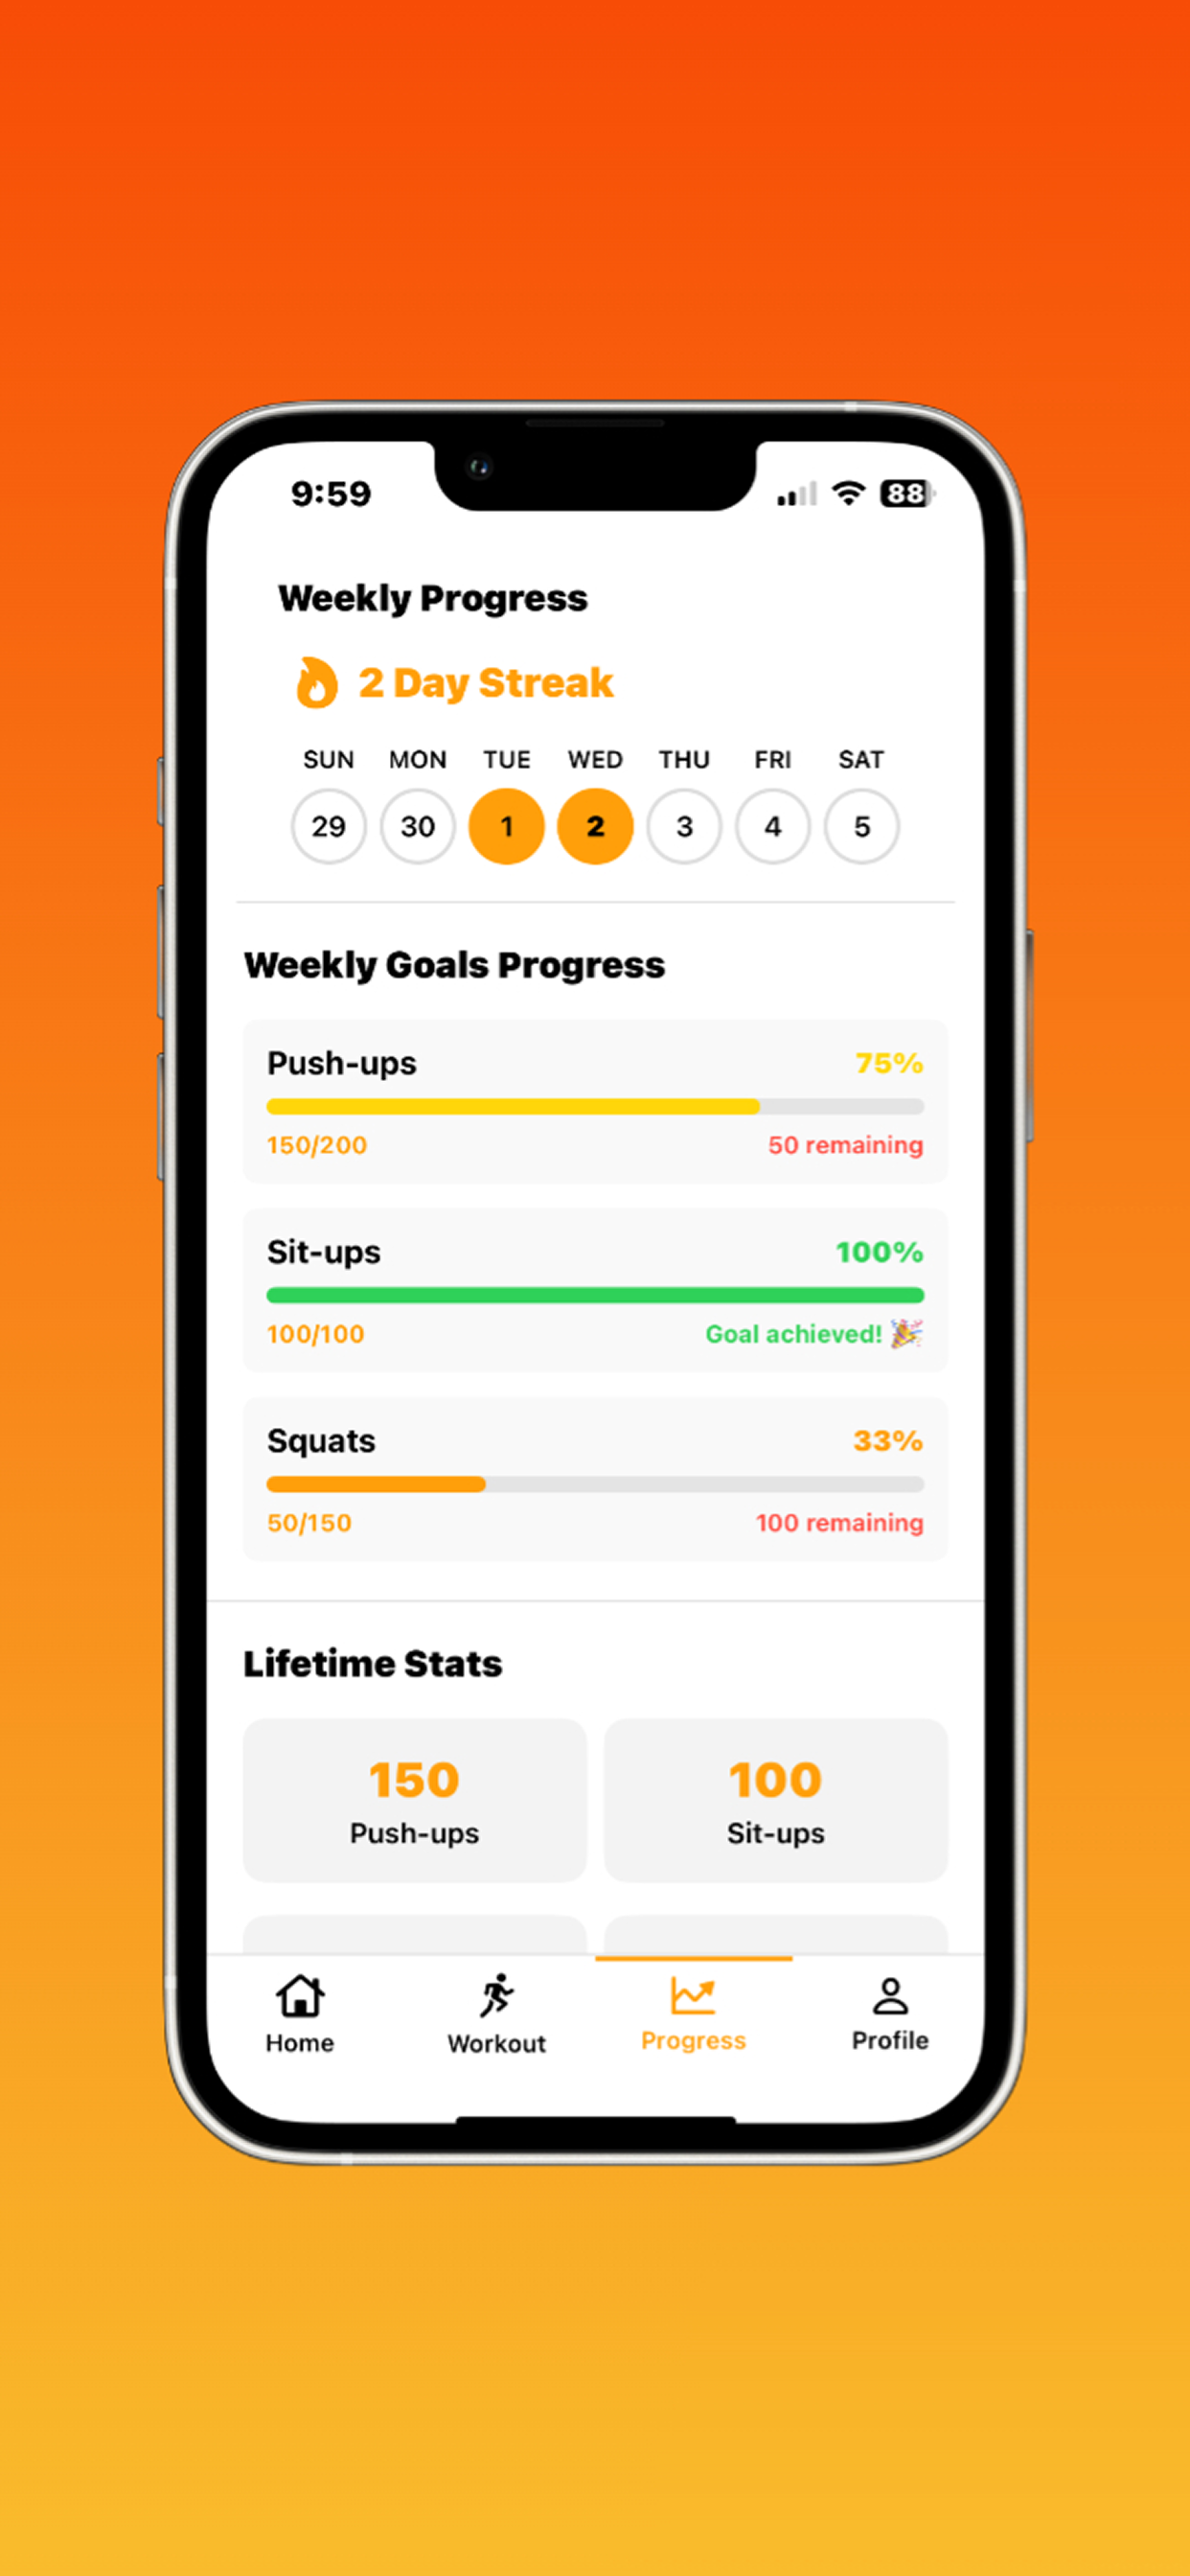 9:59 88
Weekly Progress
2 Day Streak
SUN MON TUE WED THU FRI SAT
29 30 1 2 3 4 5
Weekly Goals Progress
Push-ups 75%
150/200 50 remaining
Sit-ups 100%
100/100 Goal achieved! 🎉
Squats 33%
50/150 100 remaining
Lifetime Stats
150 100
Push-ups Sit-ups
Home Workout Progress Profile